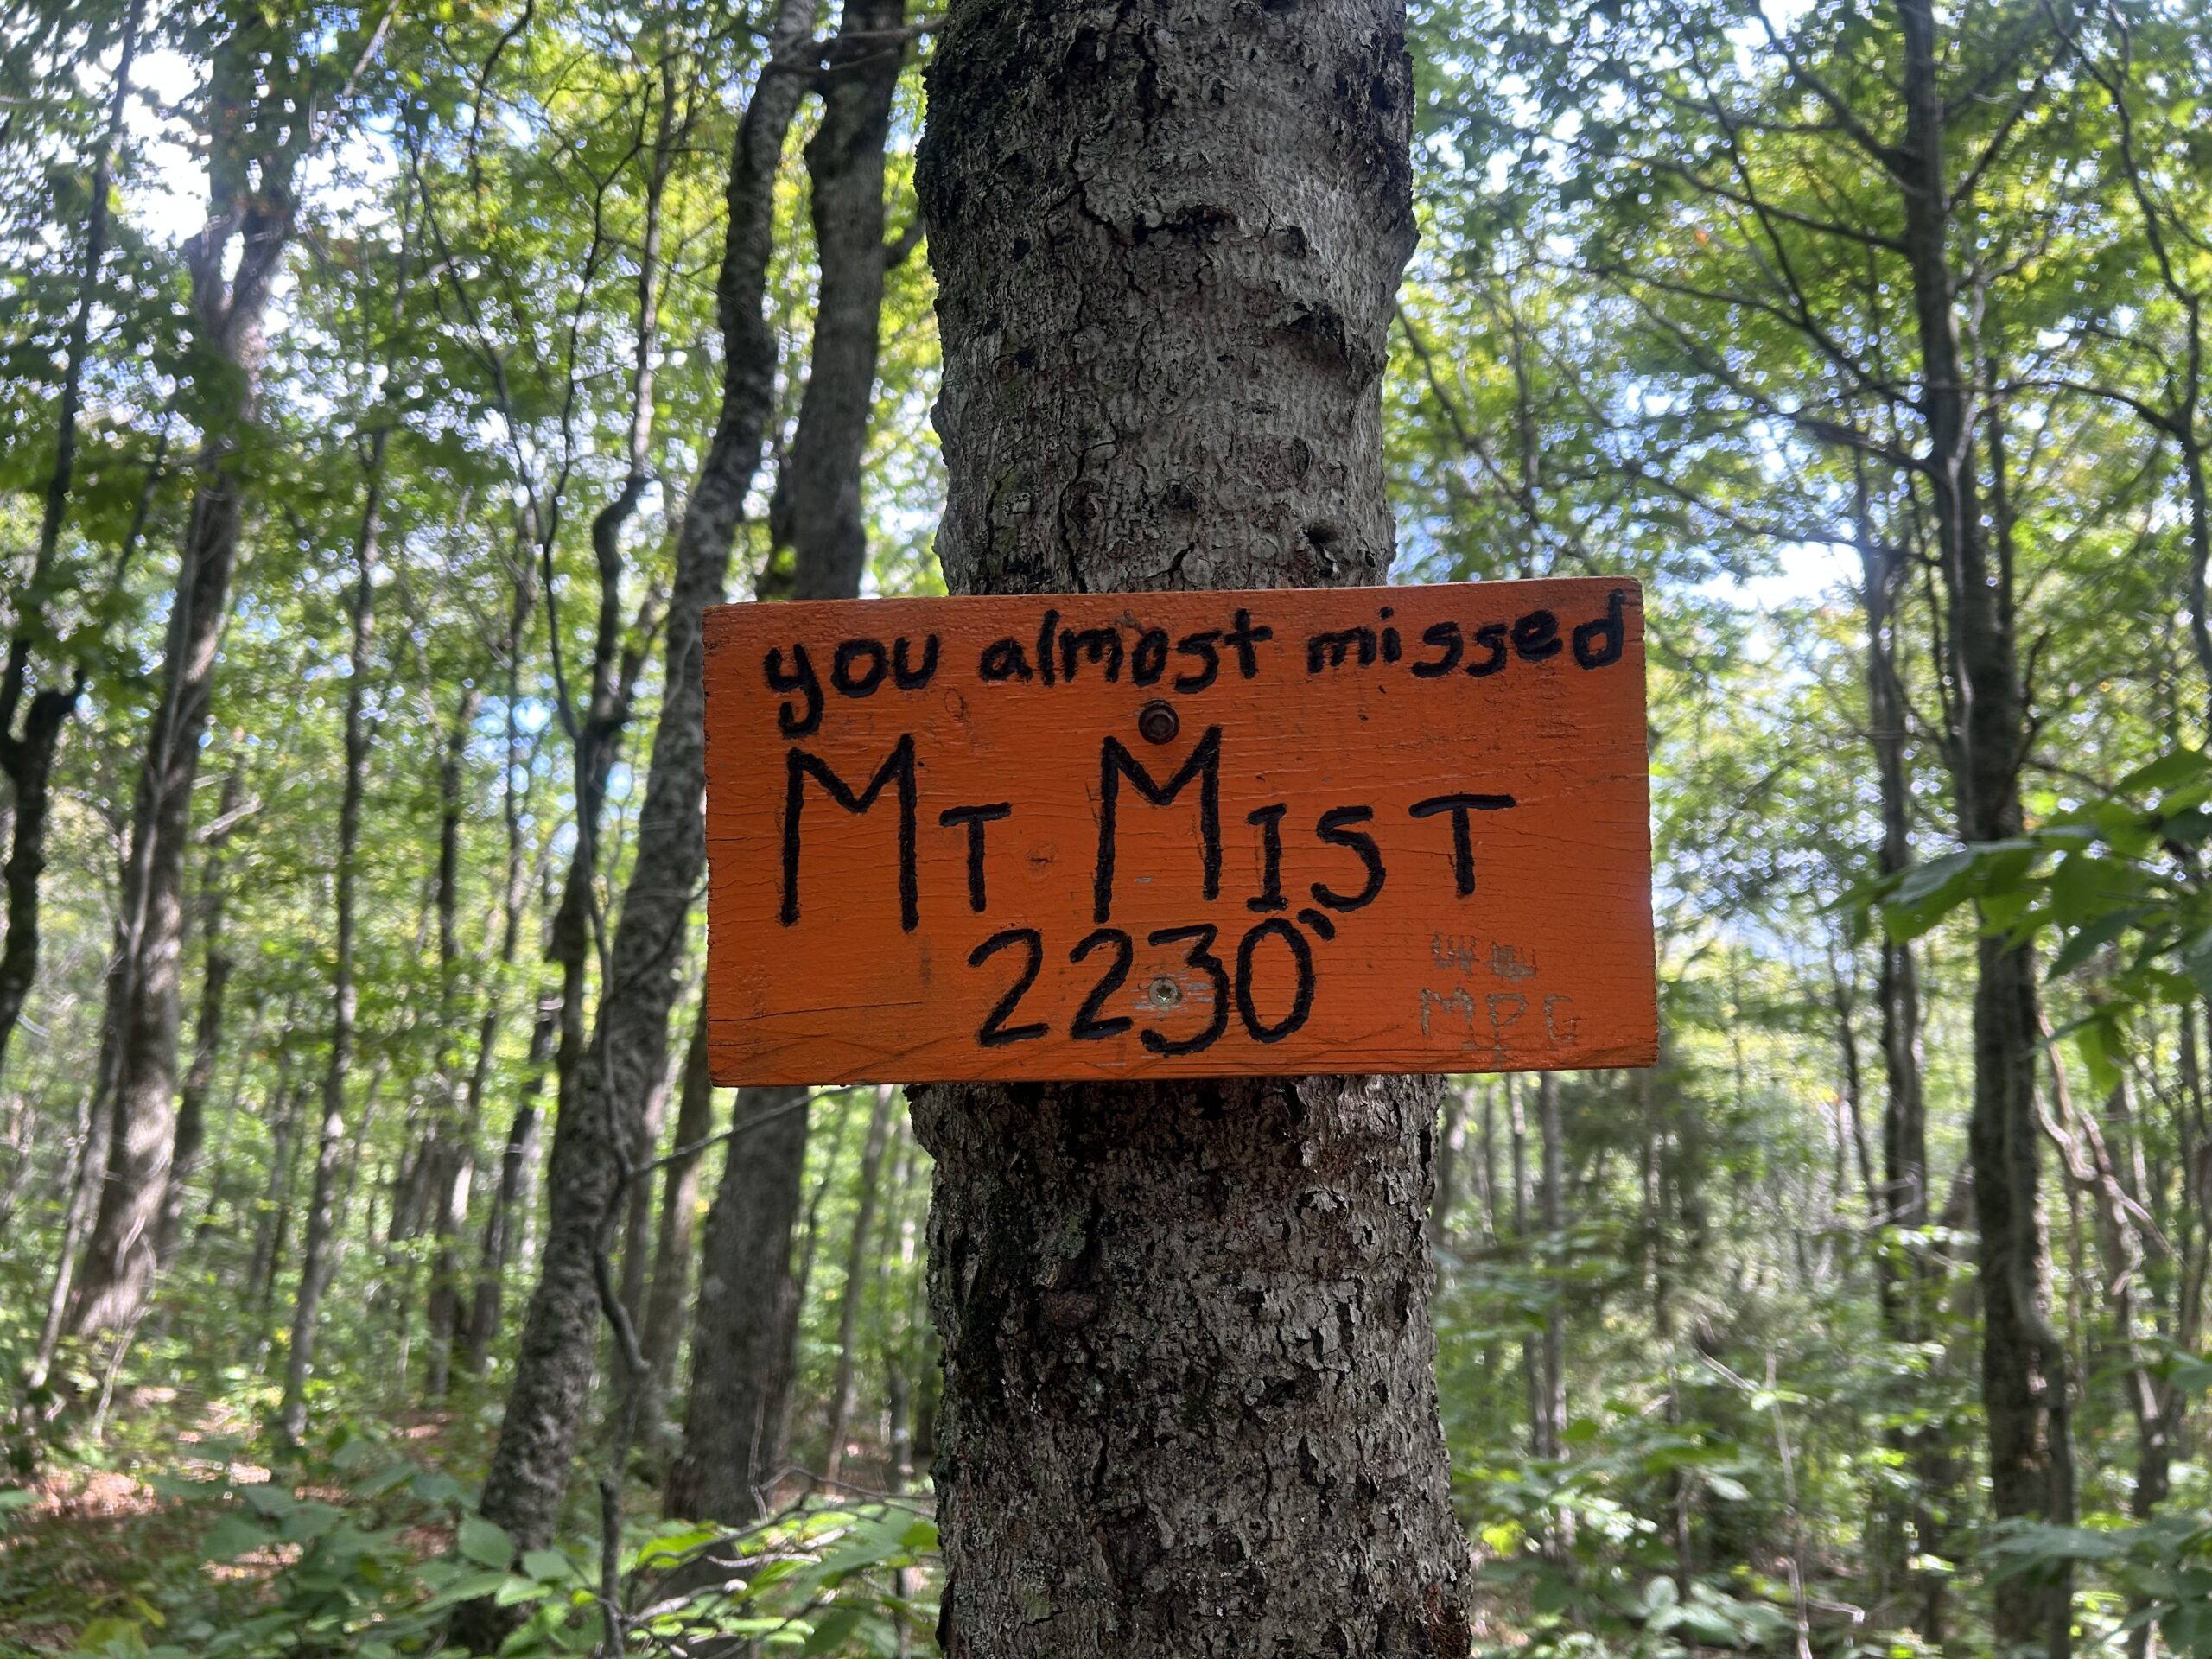 you almost missed
MT MIST
2230'
MPG